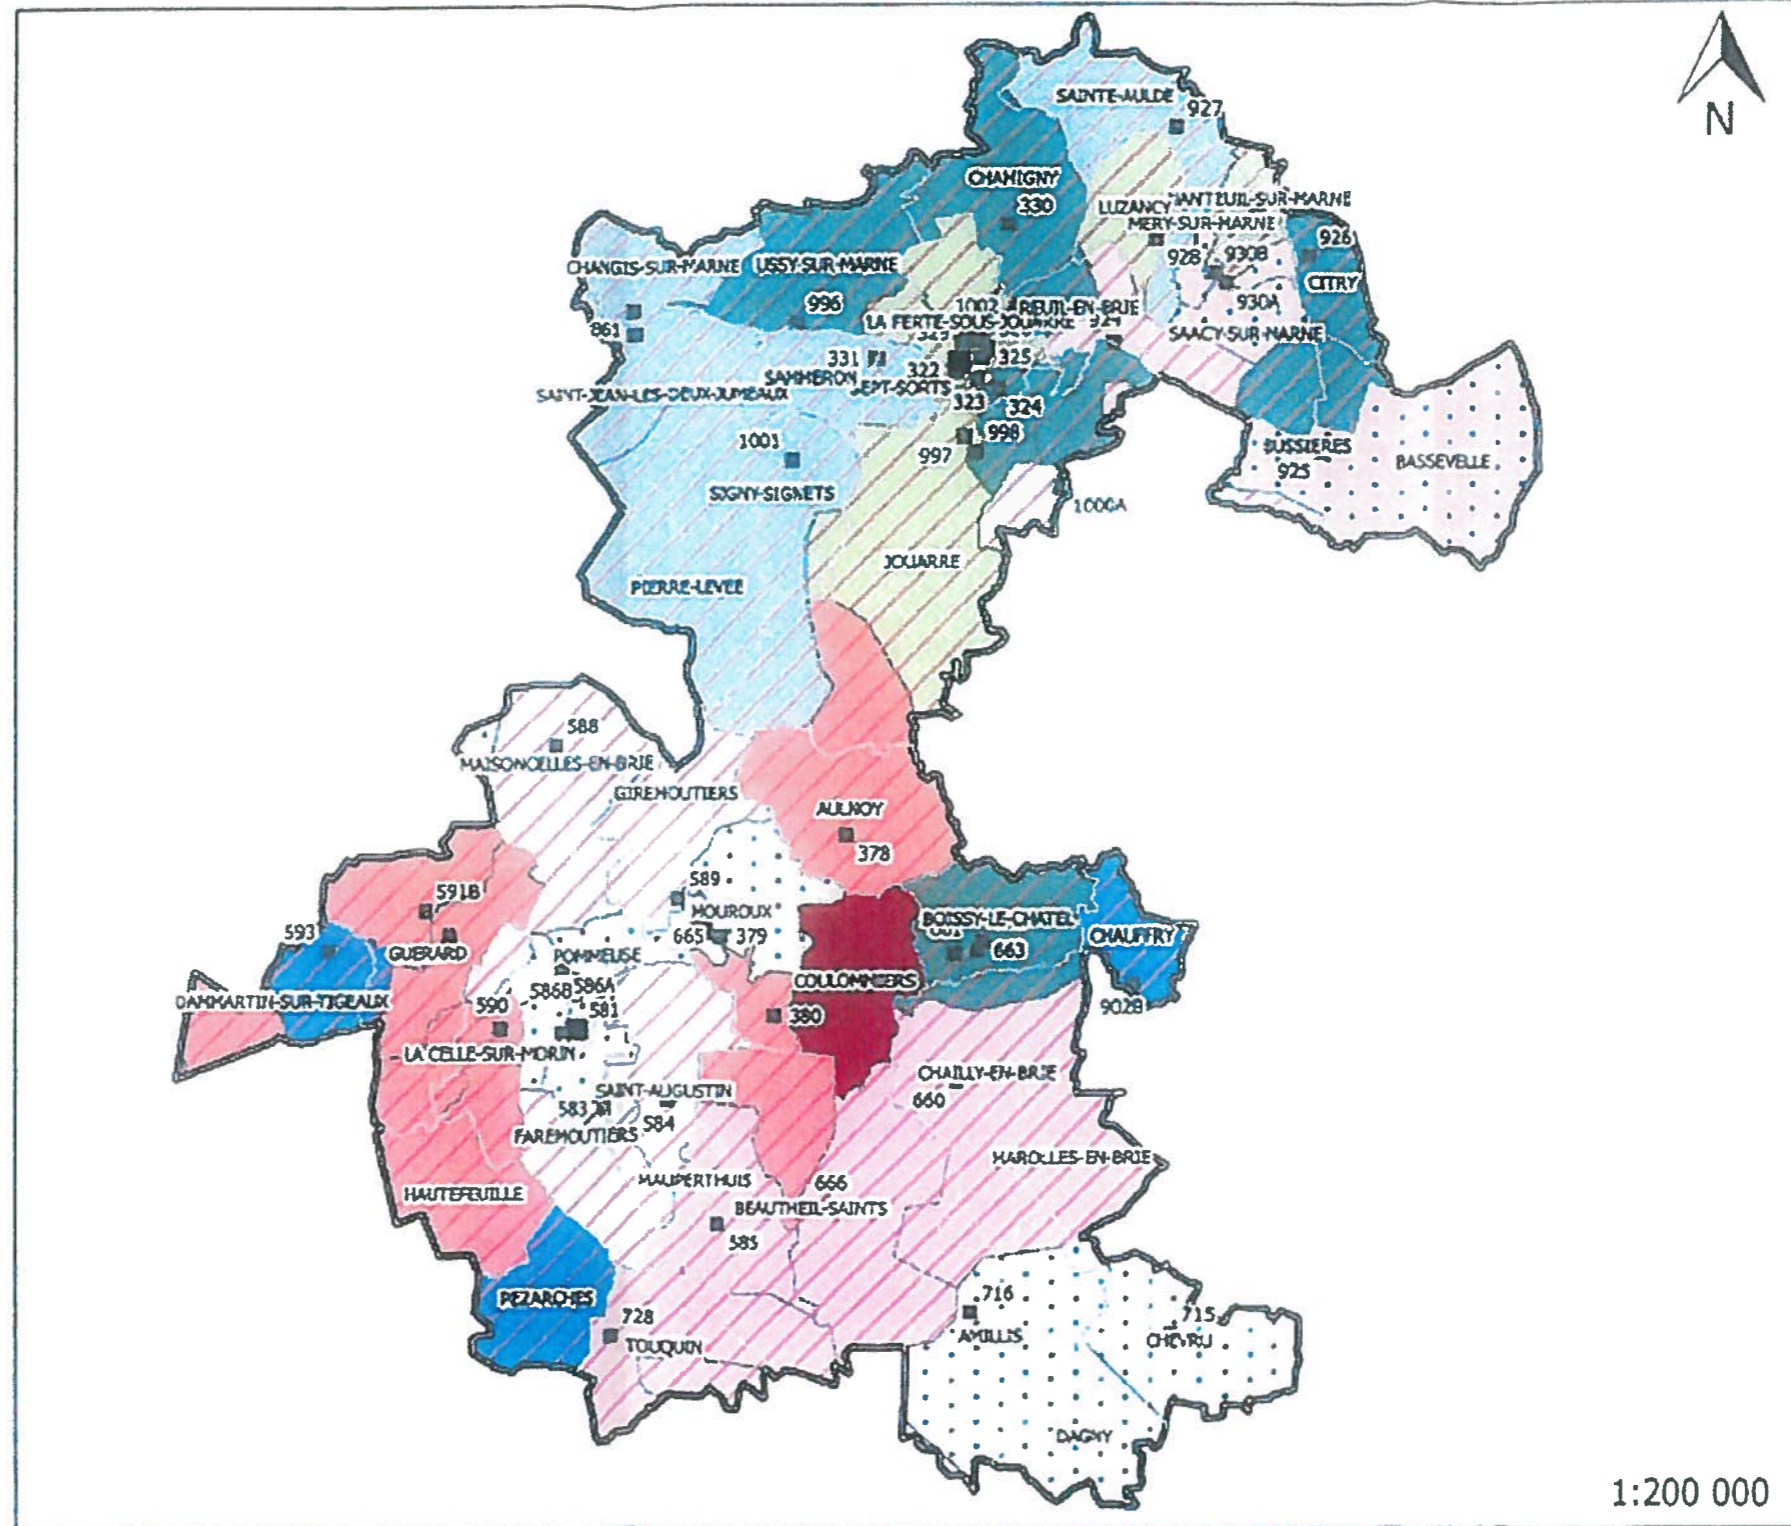 N
SAINTE-AULDE
927
CHAMIGNY
330
LUZANCY
NANTEUIL-SUR-MARNE
MERY-SUR-MARNE
926
928
930B
CITRY
930A
CHANGIS-SUR-MARNE
USSY-SUR-MARNE
996
1002
REUIL-EN-BRIE
LA FERTE-SOUS-JOUARRE
924
SAACY-SUR-MARNE
861
331
322
325
SAMMERON
SEPT-SORTS
SAINT-JEAN-LES-DEUX-JUMEAUX
323
324
998
997
1001
BUSSIERES
925
BASSEVELLE
SIGNY-SIGNETS
1000A
JOUARRE
PIERRE-LEVEE
588
MAISONCELLES-EN-BRIE
GIREMOUTIERS
AULNOY
378
589
591B
MOUROUX
665
379
BOISSY-LE-CHATEL
663
CHAUFFRY
593
GUERARD
POMMEUSE
COULOMMIERS
DAMMARTIN-SUR-TIGEAUX
586B
586A
590
581
380
902B
LA CELLE-SUR-MORIN
CHAILLY-EN-BRIE
660
SAINT-AUGUSTIN
583
584
FAREMOUTIERS
MAROLLES-EN-BRIE
MAUPERTHUIS
666
HAUTEFEUILLE
BEAUTHEIL-SAINTS
585
PEZARCHES
728
TOUQUIN
716
AMILLIS
715
CHEVRU
DAGNY
1:200 000